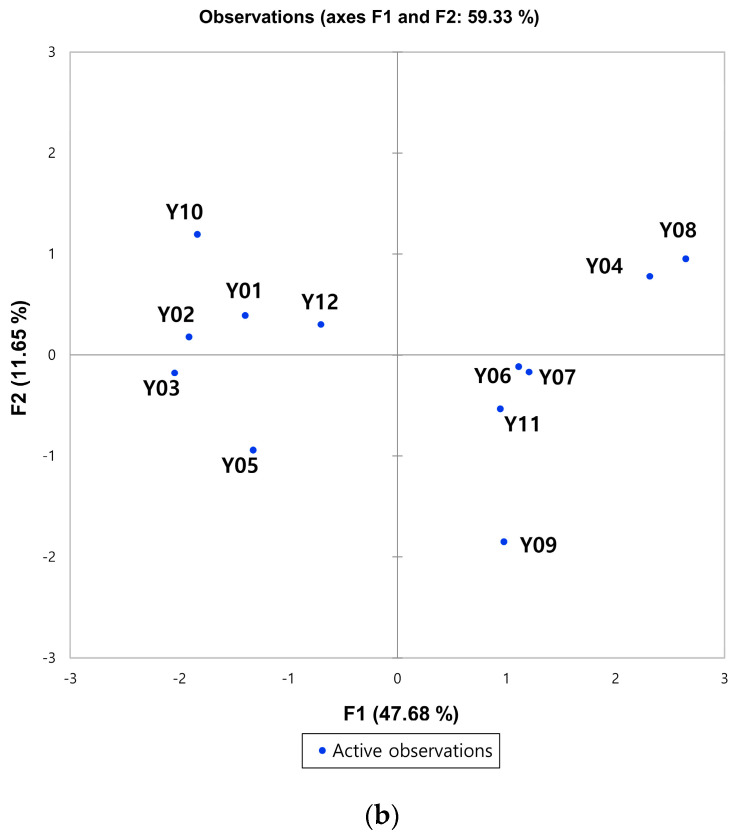 Observations (axes F1 and F2: 59.33 %)
3
2
Y10
Y08
1
Y04
Y01
Y12
Y02
0
Y06
Y07
Y03
Y11
-1
Y05
-2
Y09
-3
-3 -2 -1 0 1 2 3
F2 (11.65 %)
F1 (47.68 %)
Active observations
(b)